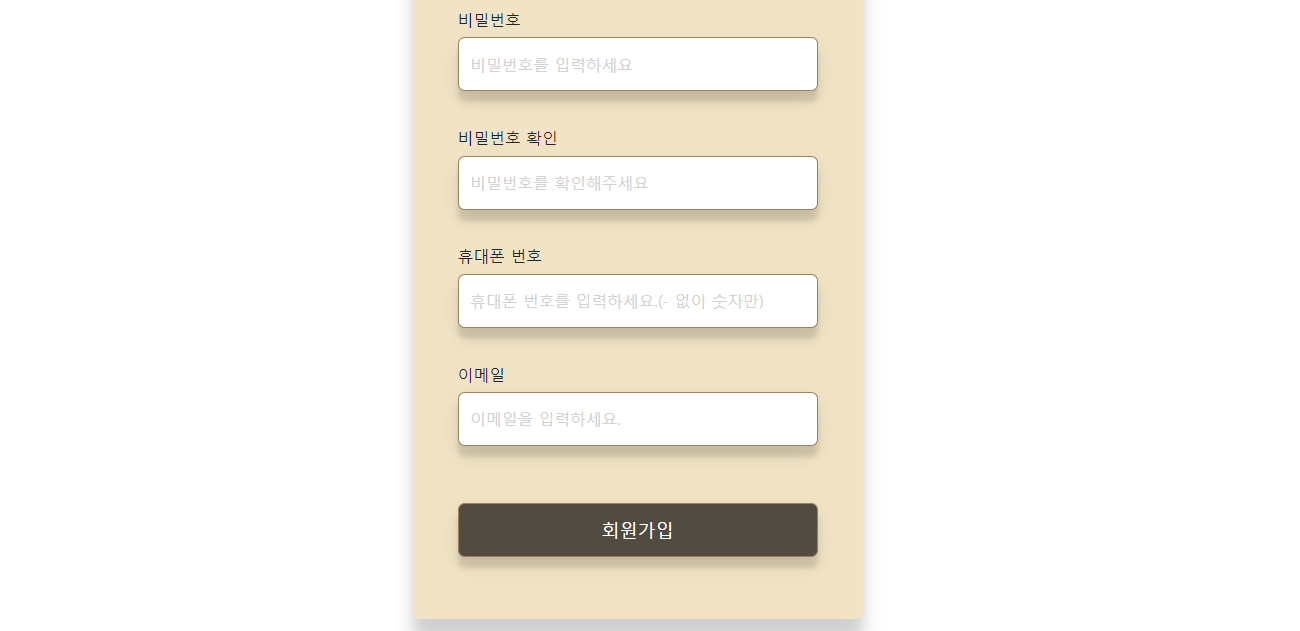 비밀번호
비밀번호를 입력하세요
비밀번호 확인
비밀번호를 확인해주세요
휴대폰 번호
휴대폰 번호를 입력하세요.(- 없이 숫자만)
이메일
이메일을 입력하세요.
회원가입